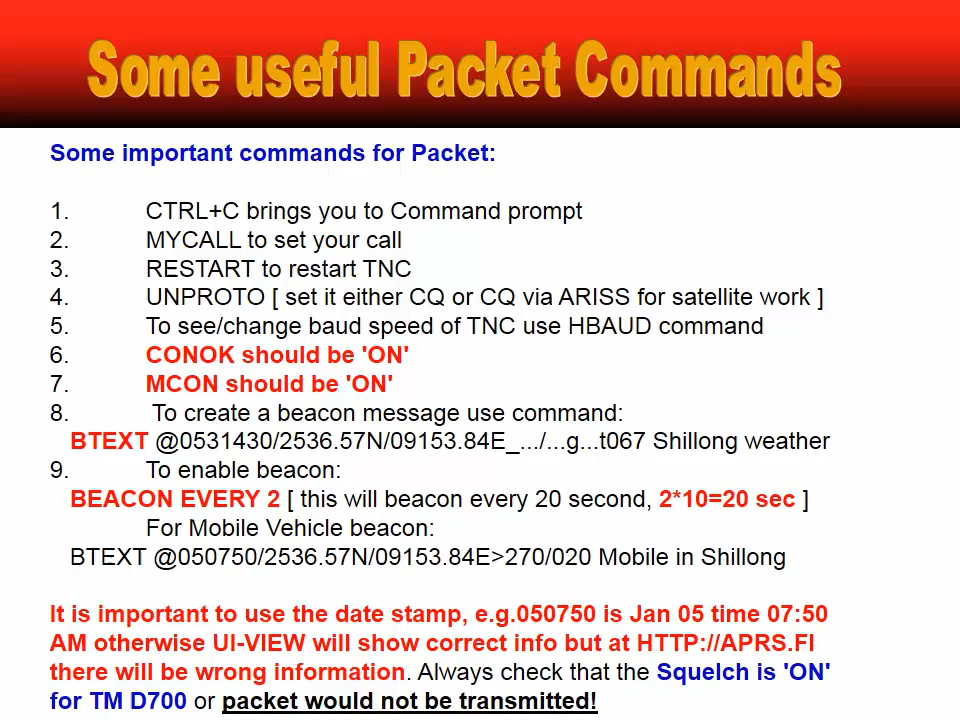 Some useful Packet Commands
Some important commands for Packet:
1. CTRL+C brings you to Command prompt
2. MYCALL to set your call
3. RESTART to restart TNC
4. UNPROTO [ set it either CQ or CQ via ARISS for satellite work ]
5. To see/change baud speed of TNC use HBAUD command
6. CONOK should be 'ON'
7. MCON should be 'ON'
8. To create a beacon message use command:
BTEXT @0531430/2536.57N/09153.84E_.../...g...t067 Shillong weather
9. To enable beacon:
BEACON EVERY 2 [ this will beacon every 20 second, 2*10=20 sec ]
For Mobile Vehicle beacon:
BTEXT @050750/2536.57N/09153.84E>270/020 Mobile in Shillong
It is important to use the date stamp, e.g.050750 is Jan 05 time 07:50
AM otherwise UI-VIEW will show correct info but at HTTP://APRS.FI
there will be wrong information. Always check that the Squelch is 'ON'
for TM D700 or packet would not be transmitted!